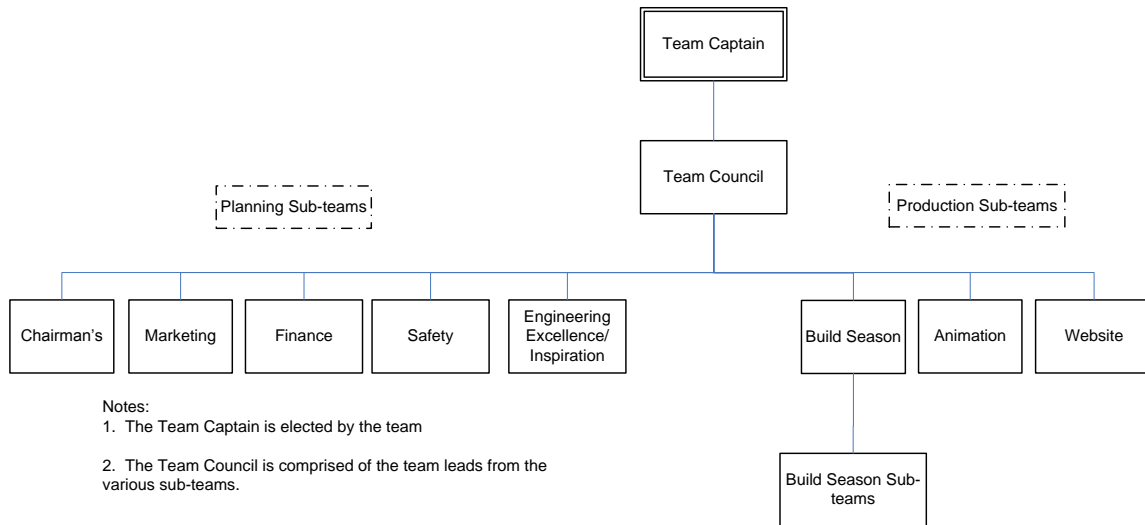 Team Captain
Team Council
Planning Sub-teams
Production Sub-teams
Chairman's
Marketing
Finance
Safety
Engineering
Excellence/
Inspiration
Build Season
Animation
Website
Notes:
1. The Team Captain is elected by the team
2. The Team Council is comprised of the team leads from the
various sub-teams.
Build Season Sub-
teams